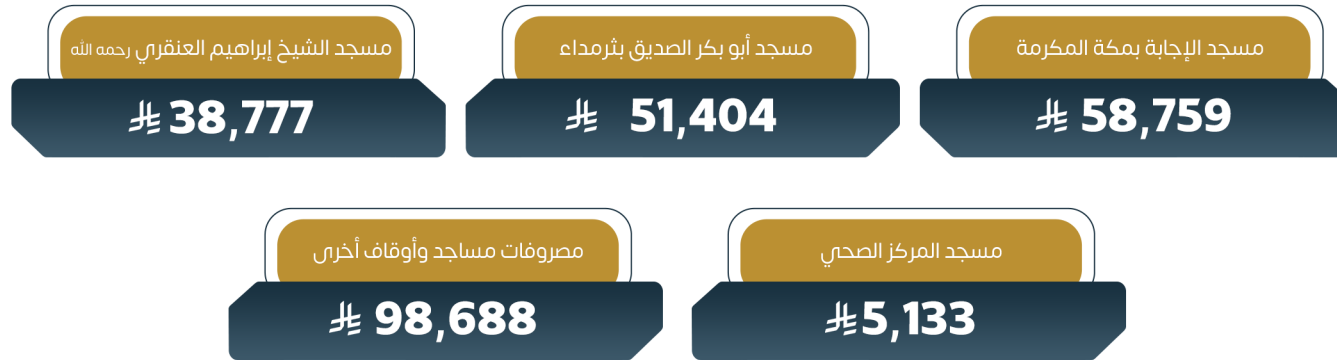 مسجد الإجابة بمكة المكرمة
58,759 ⃁
مسجد أبو بكر الصديق بثرمداء
51,404 ⃁
مسجد الشيخ إبراهيم العنقري رحمه الله
38,777 ⃁
مسجد المركز الصحي
5,133 ⃁
مصروفات مساجد وأوقاف أخرى
98,688 ⃁